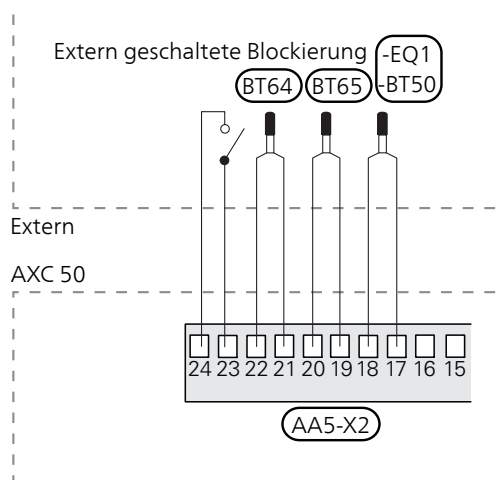 Extern geschaltete Blockierung
-EQ1
BT64 BT65 -BT50
Extern
AXC 50
24 23 22 21 20 19 18 17 16 15
AA5-X2